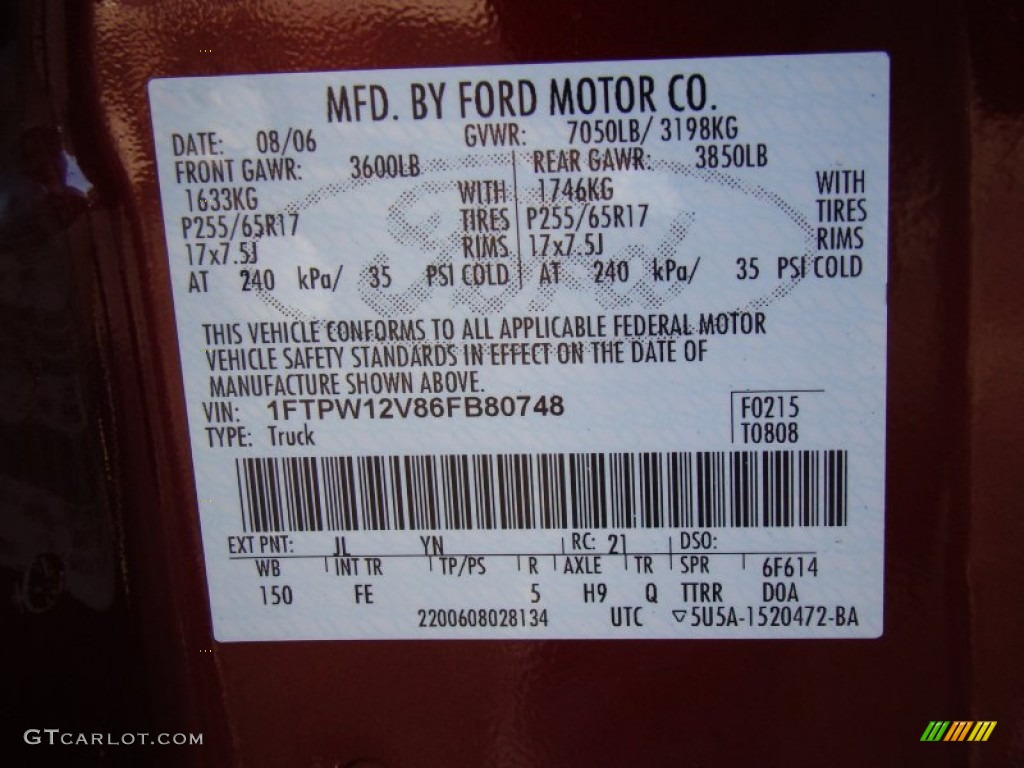 MFD. BY FORD MOTOR CO.
DATE: 08/06 GVWR: 7050LB/ 3198KG
FRONT GAWR: 3600LB REAR GAWR: 3850LB
1633KG WITH 1746KG WITH
P255/65R17 TIRES P255/65R17 TIRES
17x7.5J RIMS 17x7.5J RIMS
AT 240 kPa/ 35 PSI COLD AT 240 kPa/ 35 PSI COLD
Ford
THIS VEHICLE CONFORMS TO ALL APPLICABLE FEDERAL MOTOR
VEHICLE SAFETY STANDARDS IN EFFECT ON THE DATE OF
MANUFACTURE SHOWN ABOVE.
VIN: 1FTPW12V86FB80748 F0215
TYPE: Truck T0808
EXT PNT: JL YN RC: 21 DSO:
WB INT TR TP/PS R AXLE TR SPR 6F614
150 FE 5 H9 Q TTRR DOA
2200608028134 UTC ▽5U5A-1520472-BA
GTCARLOT.COM